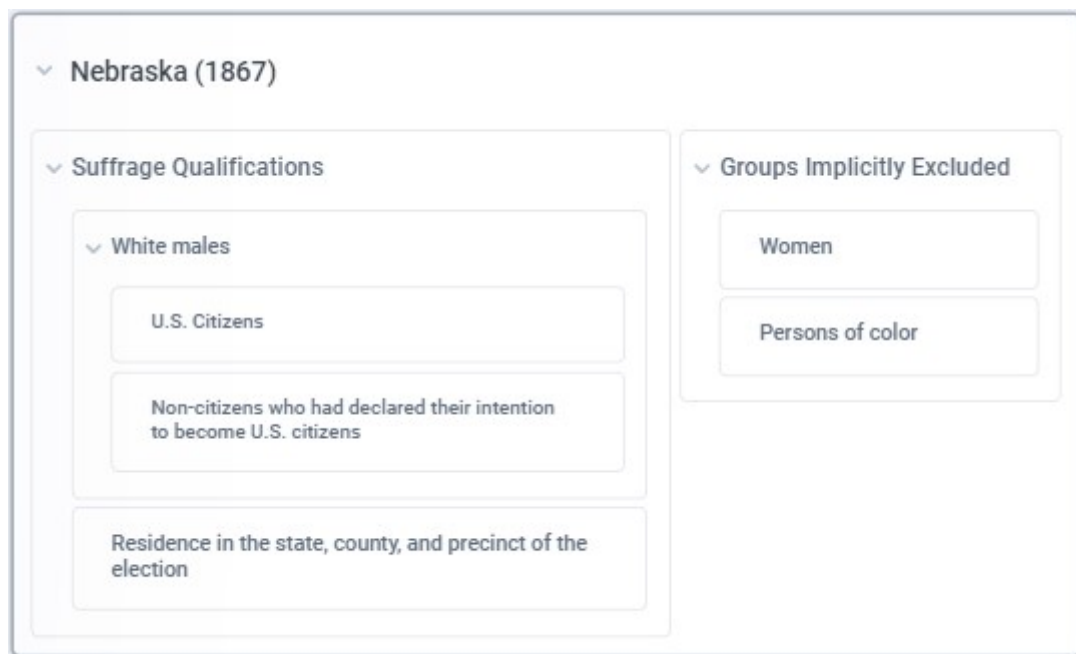 Nebraska (1867)
Suffrage Qualifications
White males
U.S. Citizens
Non-citizens who had declared their intention
to become U.S. citizens
Residence in the state, county, and precinct of the
election
Groups Implicitly Excluded
Women
Persons of color